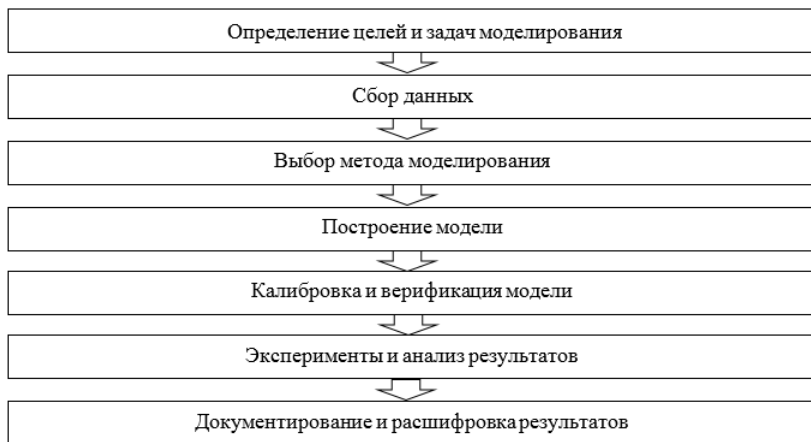 Определение целей и задач моделирования
Сбор данных
Выбор метода моделирования
Построение модели
Калибровка и верификация модели
Эксперименты и анализ результатов
Документирование и расшифровка результатов